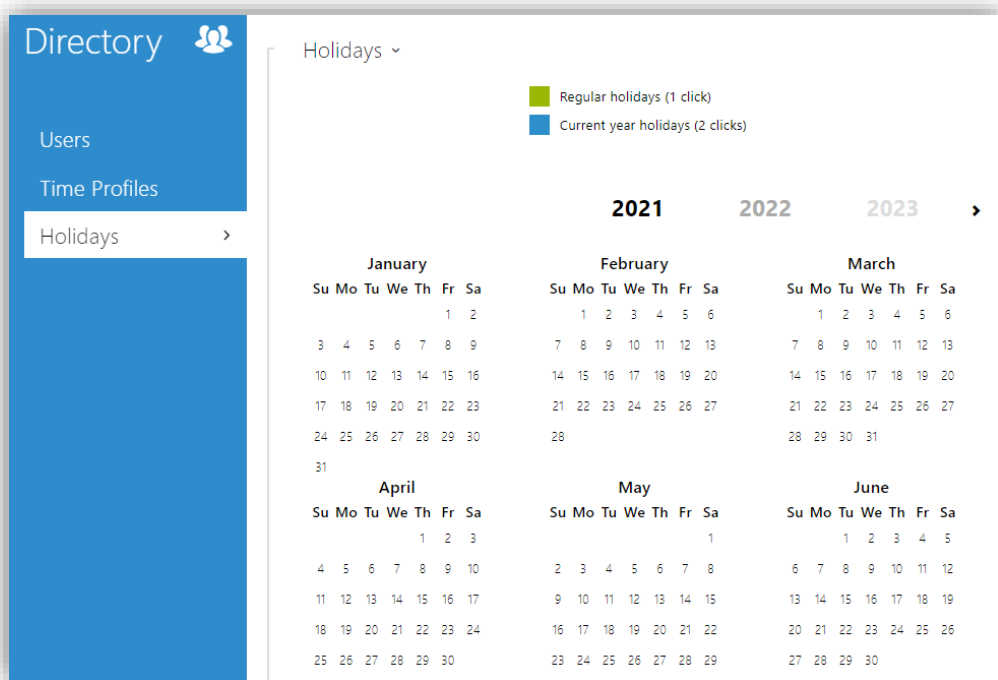 Directory
Users
Time Profiles
Holidays
Holidays
Regular holidays (1 click)
Current year holidays (2 clicks)
2021 2022 2023
January February March
Su Mo Tu We Th Fr Sa Su Mo Tu We Th Fr Sa Su Mo Tu We Th Fr Sa
1 2 1 2 3 4 5 6 1 2 3 4 5 6
3 4 5 6 7 8 9 7 8 9 10 11 12 13 7 8 9 10 11 12 13
10 11 12 13 14 15 16 14 15 16 17 18 19 20 14 15 16 17 18 19 20
17 18 19 20 21 22 23 21 22 23 24 25 26 27 21 22 23 24 25 26 27
24 25 26 27 28 29 30 28 28 29 30 31
31
April May June
Su Mo Tu We Th Fr Sa Su Mo Tu We Th Fr Sa Su Mo Tu We Th Fr Sa
1 2 3 1 1 2 3 4 5
4 5 6 7 8 9 10 2 3 4 5 6 7 8 6 7 8 9 10 11 12
11 12 13 14 15 16 17 9 10 11 12 13 14 15 13 14 15 16 17 18 19
18 19 20 21 22 23 24 16 17 18 19 20 21 22 20 21 22 23 24 25 26
25 26 27 28 29 30 23 24 25 26 27 28 29 27 28 29 30